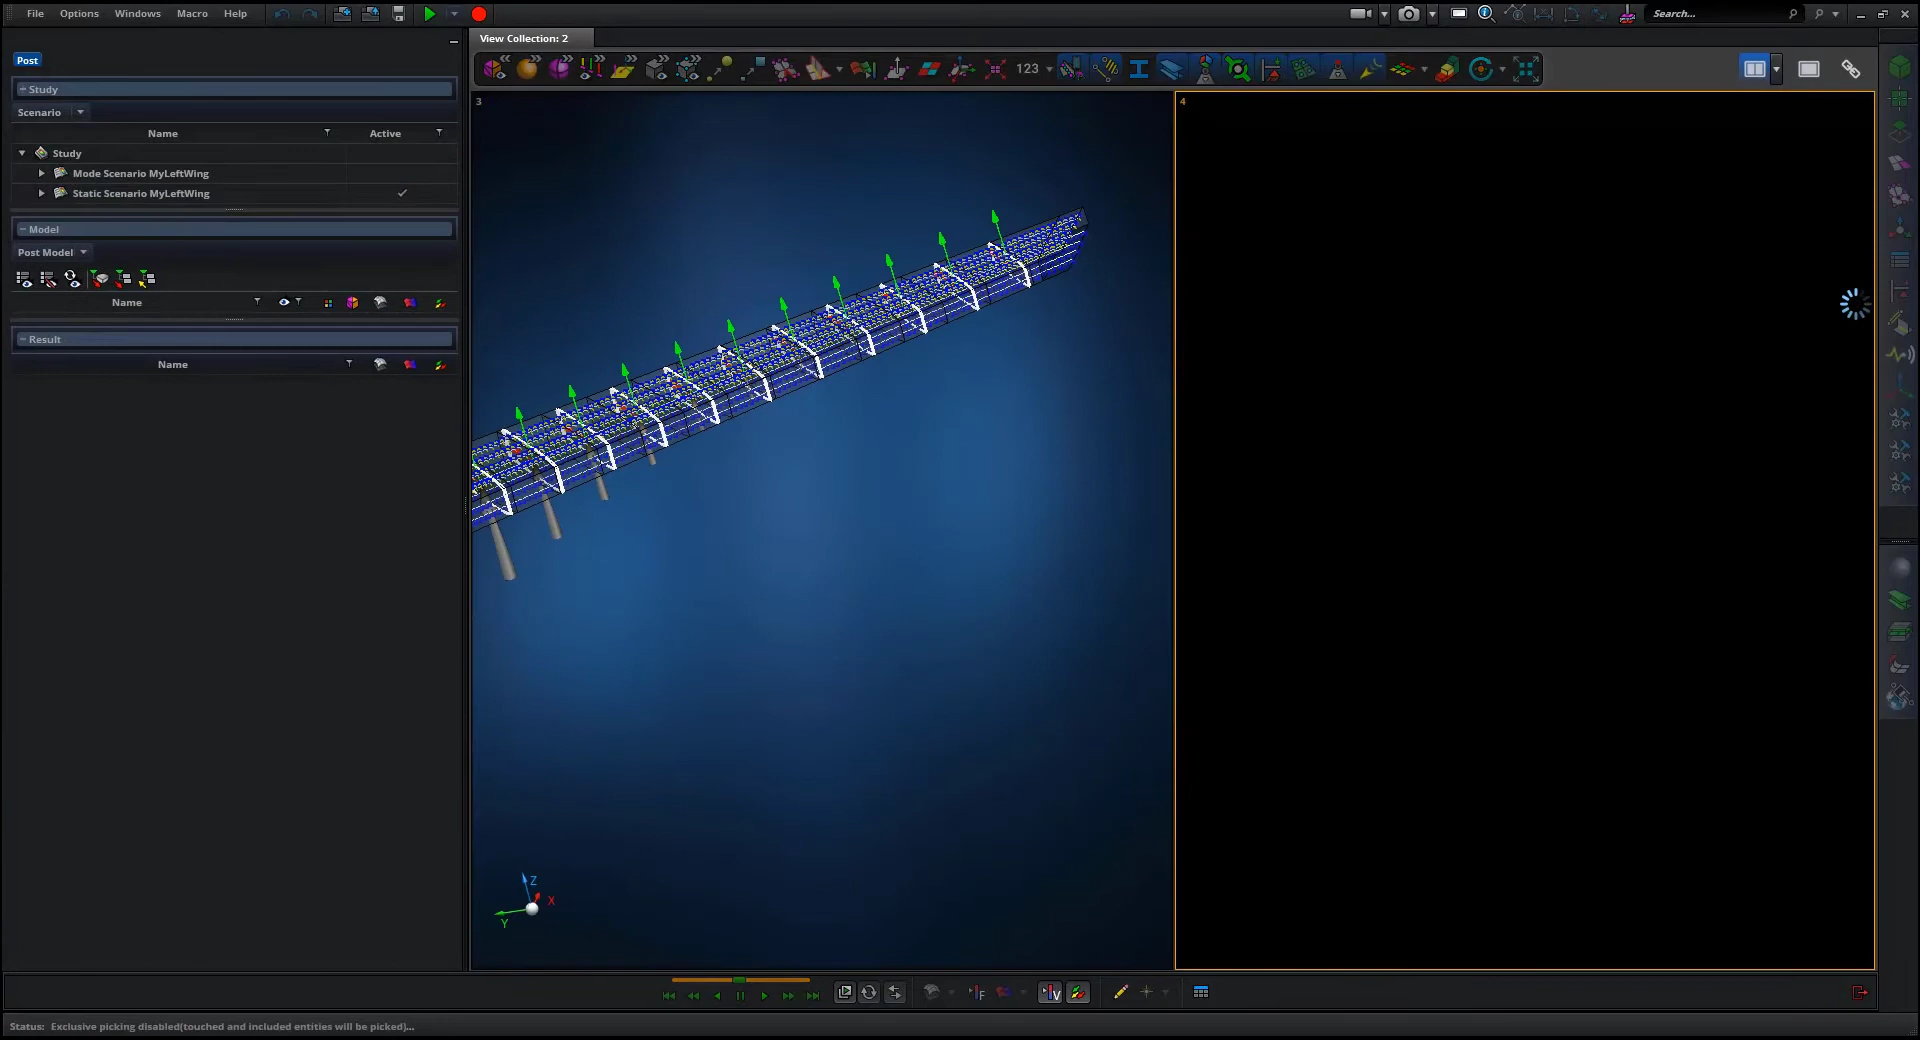 File Options Windows Macro Help
Search...
Post
View Collection: 2
Study
Scenario
123
Name Active
3
4
Study
Mode Scenario MyLeftWing
Static Scenario MyLeftWing
Model
Post Model
Name
Result
Name
Z
X
Y
F
V
Status: Exclusive picking disabled(touched and included entities will be picked)...